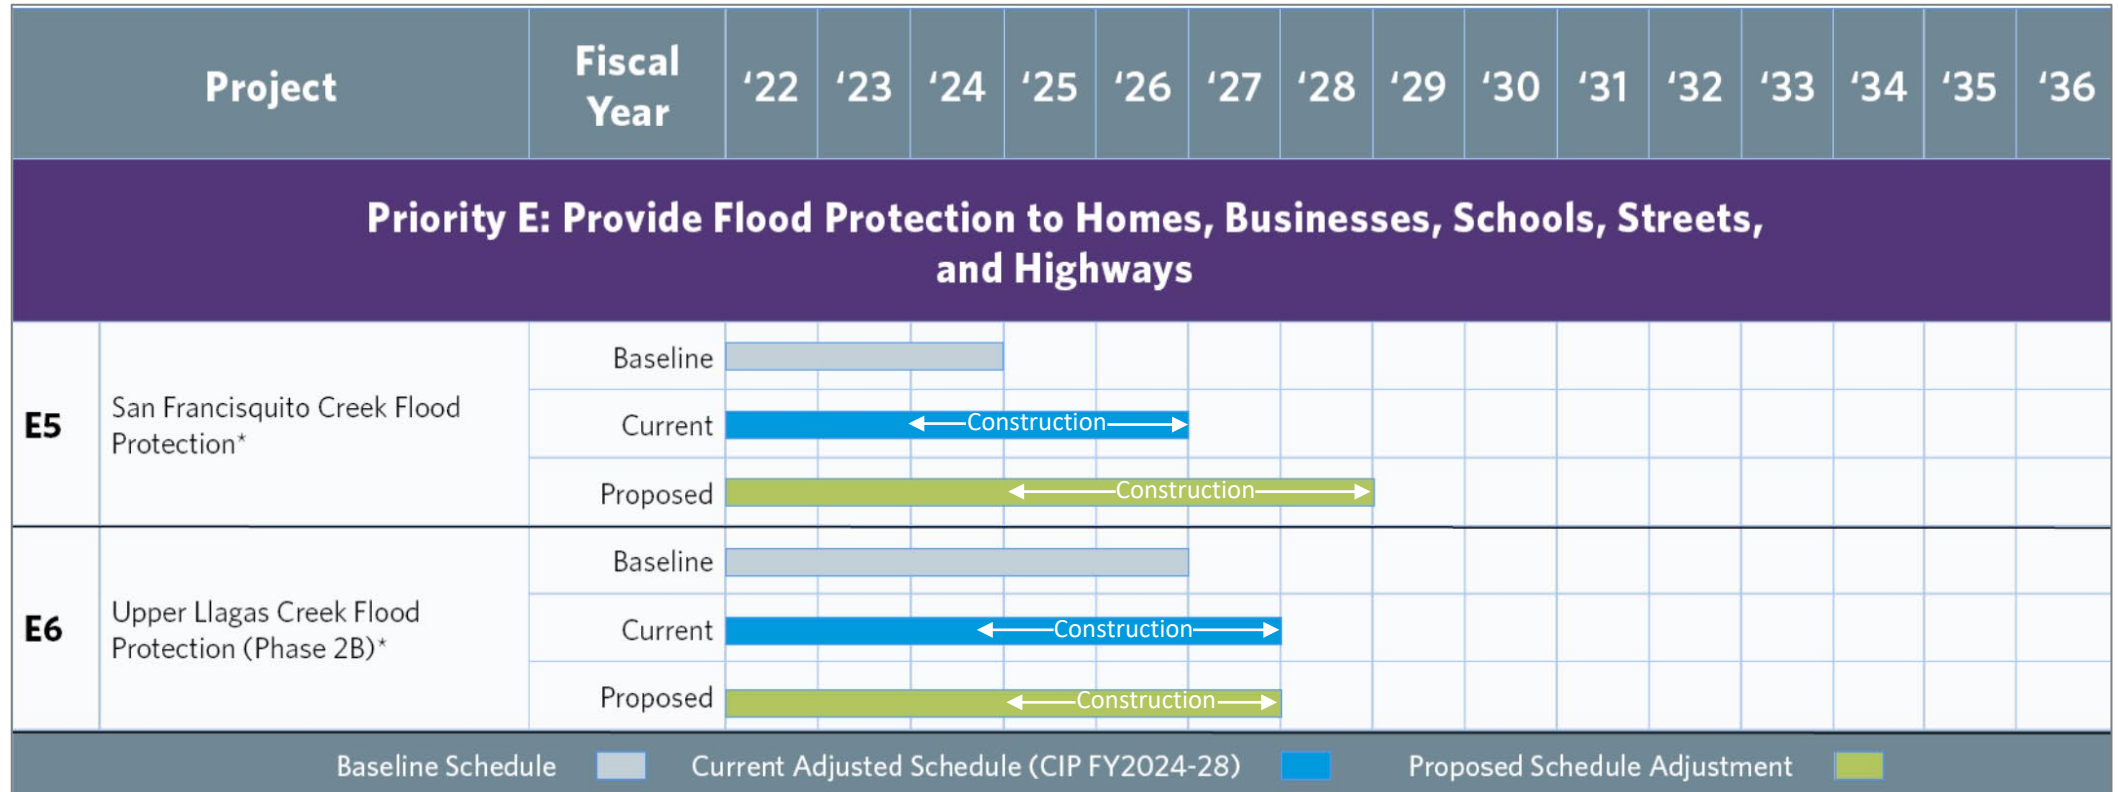 Project Fiscal Year ‘22 ‘23 ‘24 ‘25 ‘26 ‘27 ‘28 ‘29 ‘30 ‘31 ‘32 ‘33 ‘34 ‘35 ‘36
Priority E: Provide Flood Protection to Homes, Businesses, Schools, Streets,
and Highways
E5
San Francisquito Creek Flood
Protection*
Baseline
Current Construction
Proposed Construction
E6
Upper Llagas Creek Flood
Protection (Phase 2B)*
Baseline
Current Construction
Proposed Construction
Baseline Schedule Current Adjusted Schedule (CIP FY2024-28) Proposed Schedule Adjustment